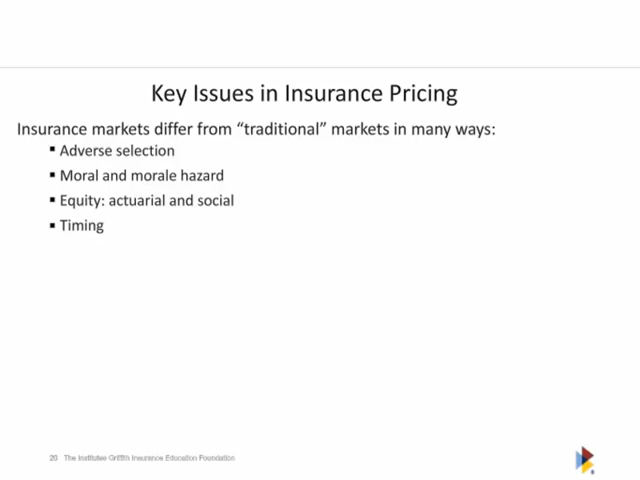 Key Issues in Insurance Pricing
Insurance markets differ from “traditional” markets in many ways:
▪ Adverse selection
▪ Moral and morale hazard
▪ Equity: actuarial and social
▪ Timing
20 The Institutes Griffith Insurance Education Foundation